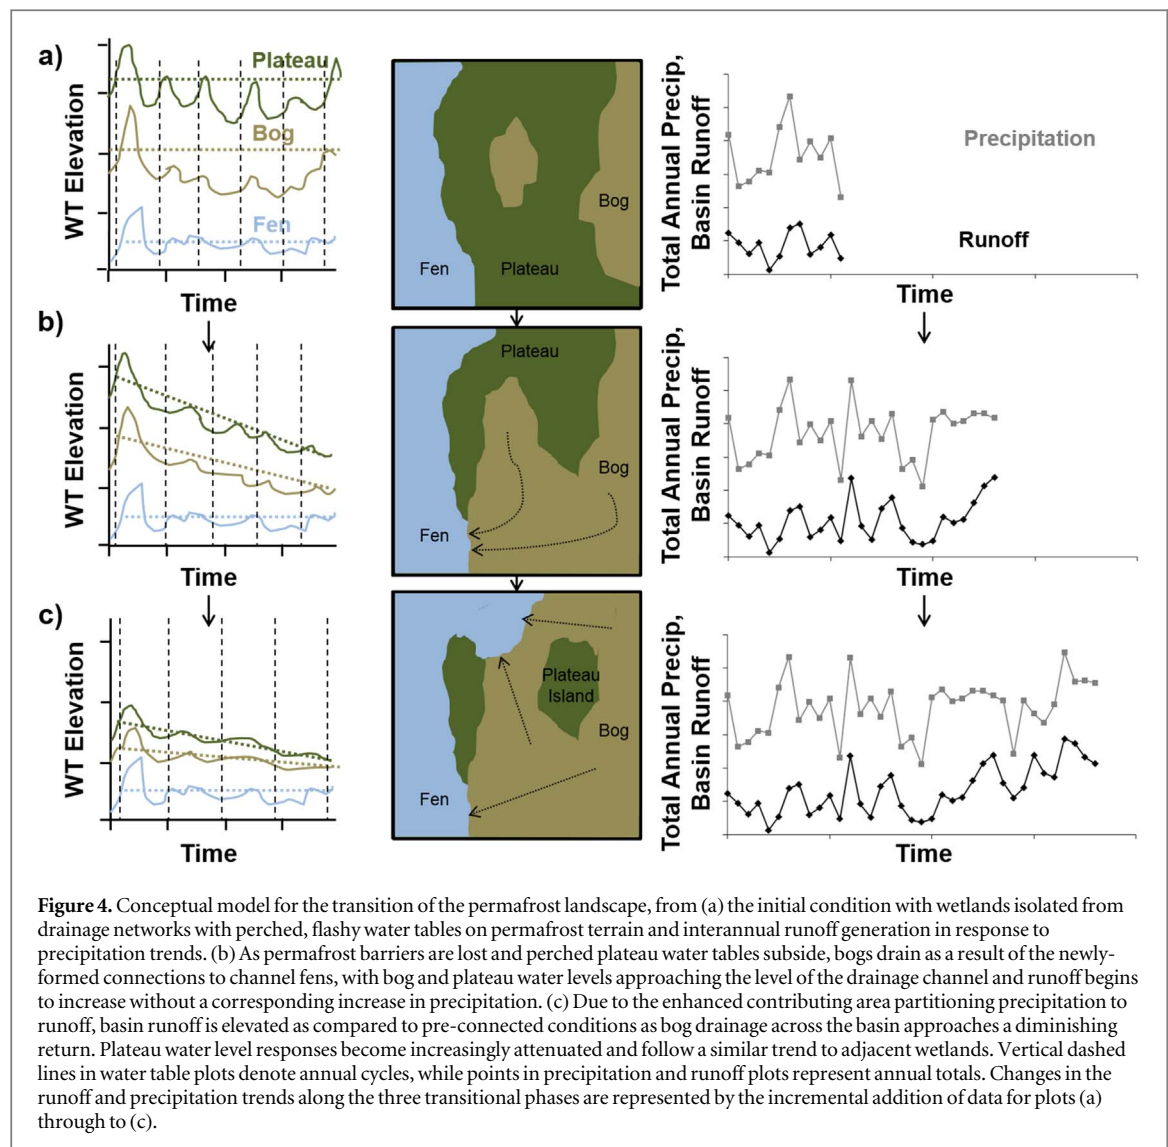 a)
Plateau
Bog
Fen
WT Elevation
Time
Fen
Plateau
Bog
Total Annual Precip,
Basin Runoff
Precipitation
Runoff
Time
b)
WT Elevation
Time
Plateau
Bog
Fen
Total Annual Precip,
Basin Runoff
Time
c)
WT Elevation
Time
Plateau
Island
Bog
Fen
Total Annual Precip,
Basin Runoff
Time
Figure 4. Conceptual model for the transition of the permafrost landscape, from (a) the initial condition with wetlands isolated from
drainage networks with perched, flashy water tables on permafrost terrain and interannual runoff generation in response to
precipitation trends. (b) As permafrost barriers are lost and perched plateau water tables subside, bogs drain as a result of the newly-
formed connections to channel fens, with bog and plateau water levels approaching the level of the drainage channel and runoff begins
to increase without a corresponding increase in precipitation. (c) Due to the enhanced contributing area partitioning precipitation to
runoff, basin runoff is elevated as compared to pre-connected conditions as bog drainage across the basin approaches a diminishing
return. Plateau water level responses become increasingly attenuated and follow a similar trend to adjacent wetlands. Vertical dashed
lines in water table plots denote annual cycles, while points in precipitation and runoff plots represent annual totals. Changes in the
runoff and precipitation trends along the three transitional phases are represented by the incremental addition of data for plots (a)
through to (c).